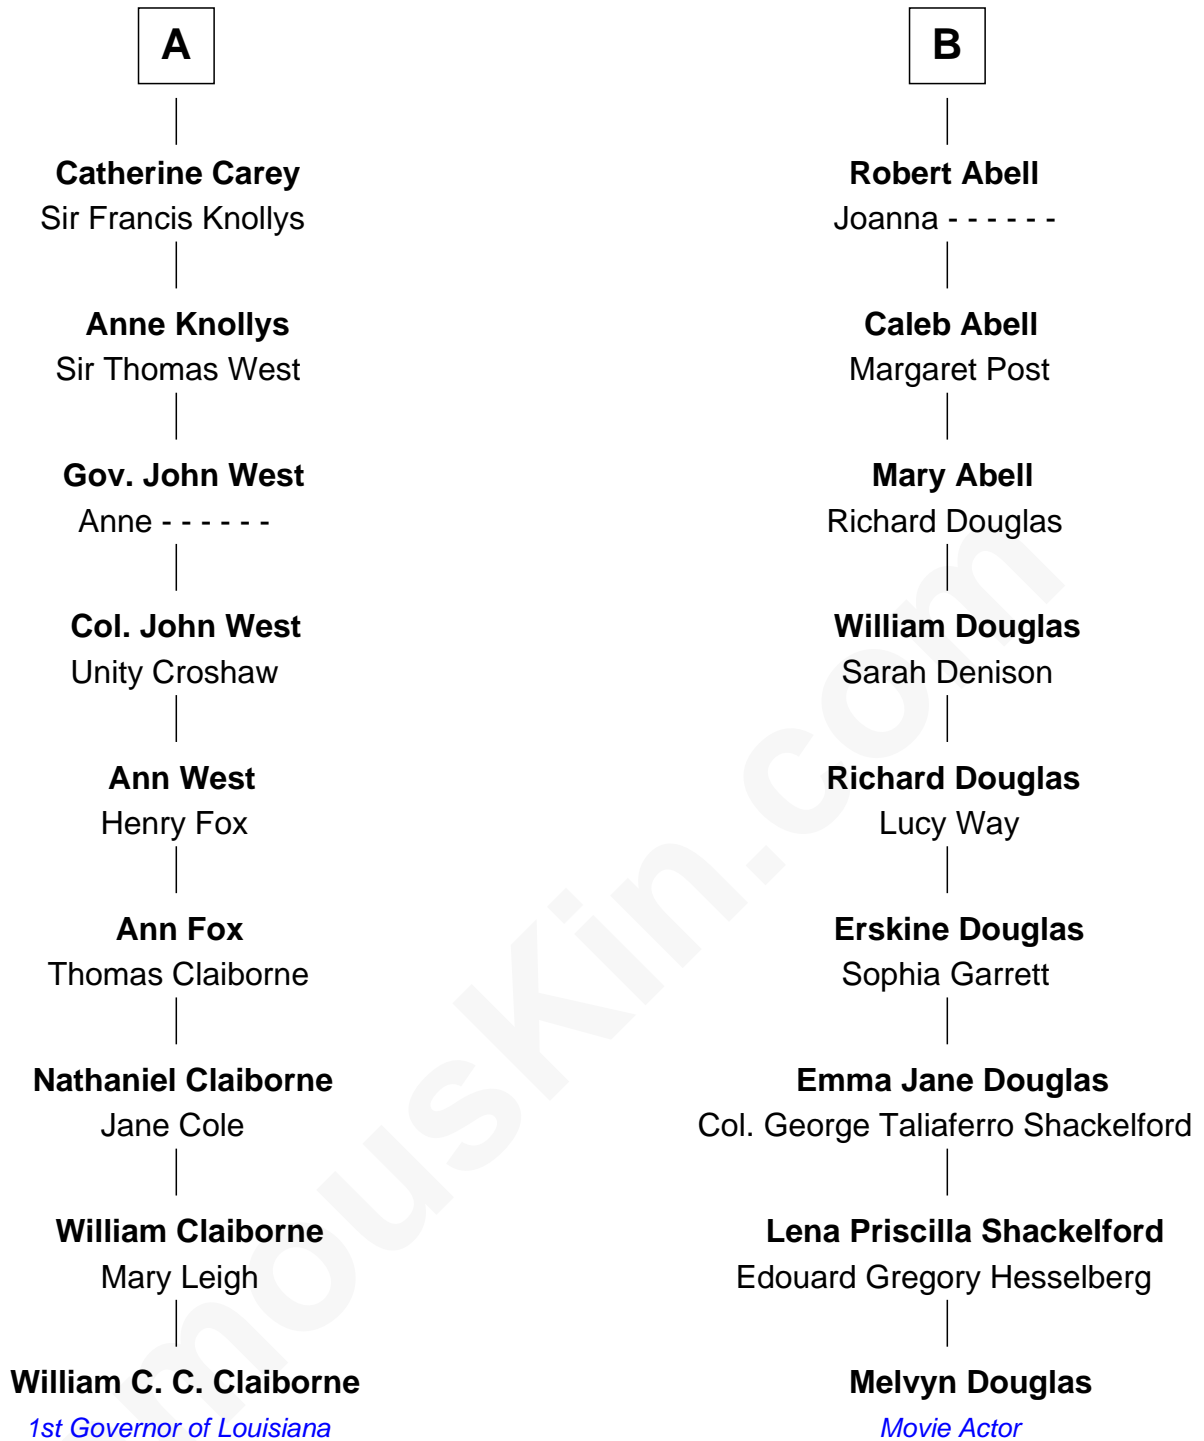 A
Catherine Carey
Sir Francis Knollys
Anne Knollys
Sir Thomas West
Gov. John West
Anne - - - - - -
Col. John West
Unity Croshaw
Ann West
Henry Fox
Ann Fox
Thomas Claiborne
Nathaniel Claiborne
Jane Cole
William Claiborne
Mary Leigh
William C. C. Claiborne
1st Governor of Louisiana
B
Robert Abell
Joanna - - - - - -
Caleb Abell
Margaret Post
Mary Abell
Richard Douglas
William Douglas
Sarah Denison
Richard Douglas
Lucy Way
Erskine Douglas
Sophia Garrett
Emma Jane Douglas
Col. George Taliaferro Shackelford
Lena Priscilla Shackelford
Edouard Gregory Hesselberg
Melvyn Douglas
Movie Actor
mousKin.com